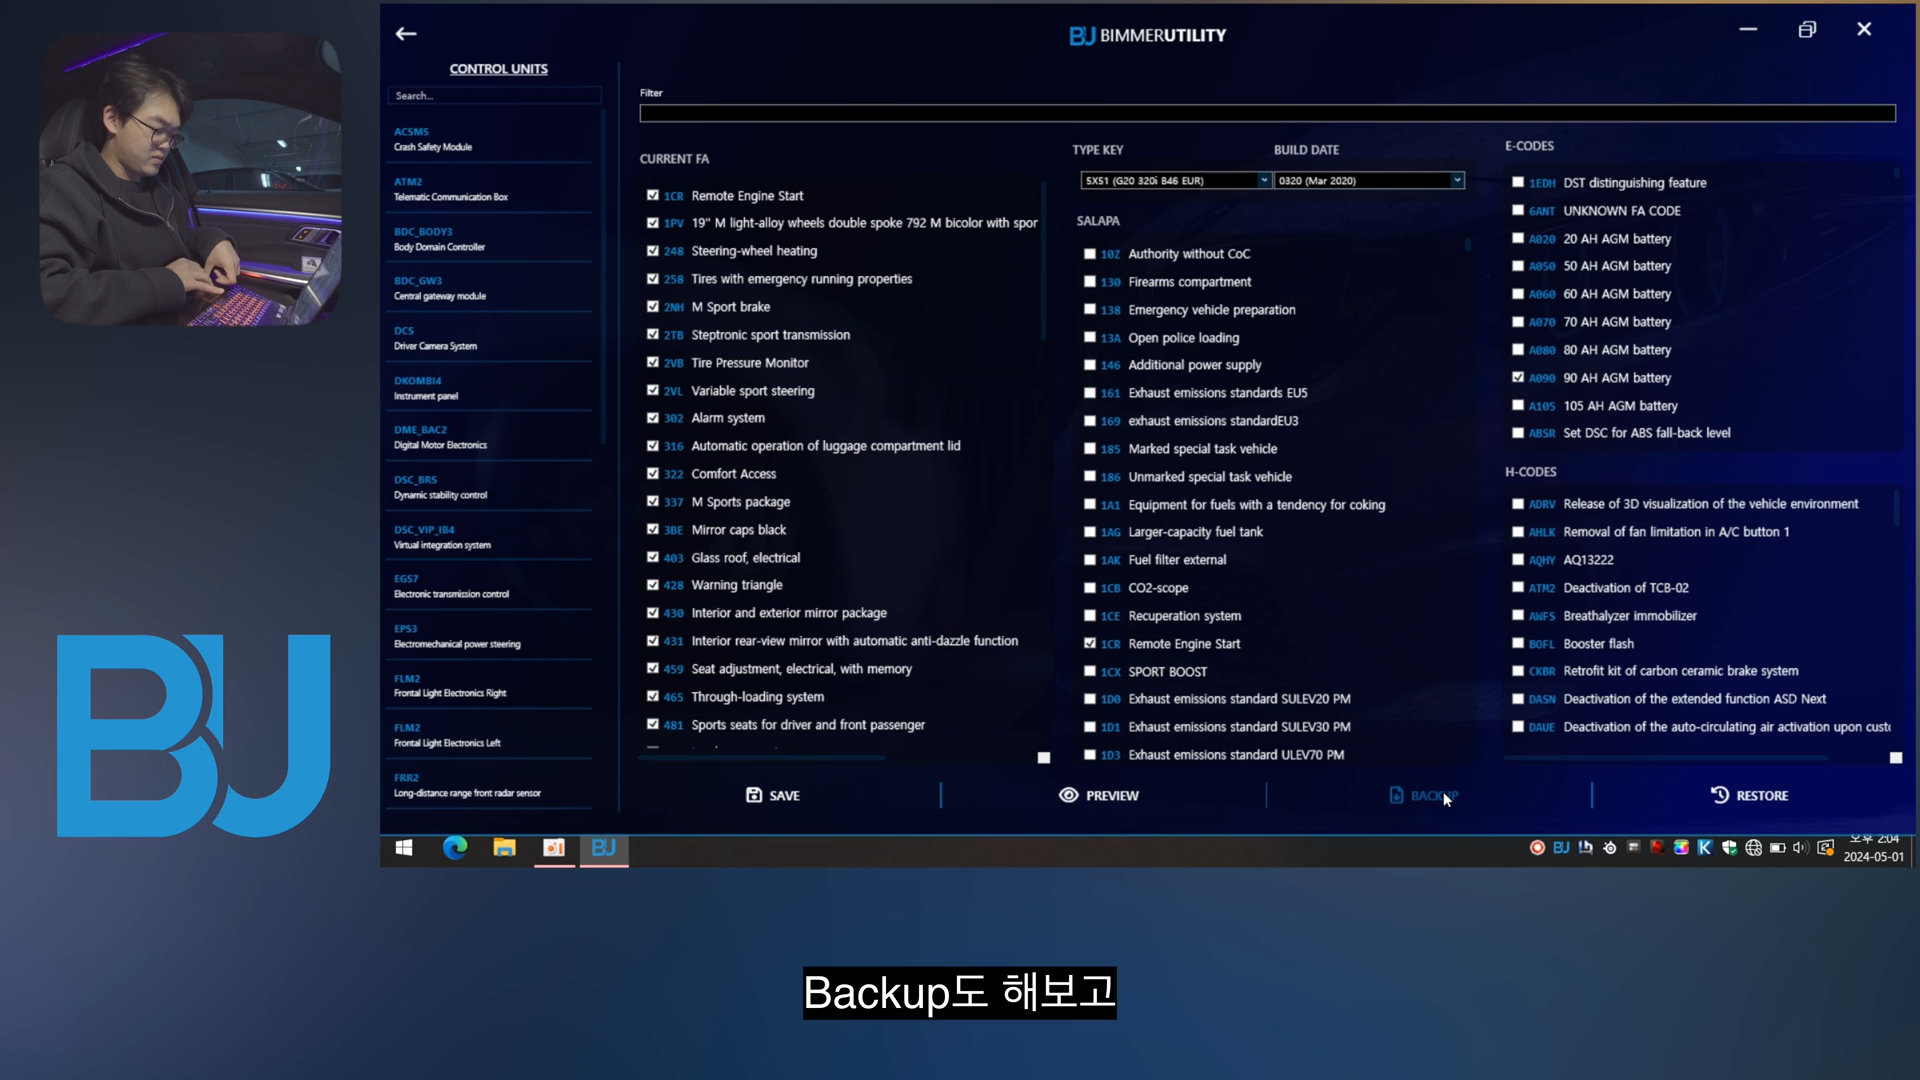 BU BIMMERUTILITY
CONTROL UNITS
Search...
ACSM5
Crash Safety Module
ATM2
Telematic Communication Box
BDC_BODY3
Body Domain Controller
BDC_GW3
Central gateway module
DCS
Driver Camera System
DKOMBI4
Instrument panel
DME_BAC2
Digital Motor Electronics
DSC_BRS
Dynamic stability control
DSC_VIP_IB4
Virtual integration system
EGS7
Electronic transmission control
EPS3
Electromechanical power steering
FLM2
Frontal Light Electronics Right
FLM2
Frontal Light Electronics Left
FRR2
Long-distance range front radar sensor
Filter
CURRENT FA
1CR Remote Engine Start
1PV 19" M light-alloy wheels double spoke 792 M bicolor with spor
248 Steering-wheel heating
258 Tires with emergency running properties
2NH M Sport brake
2TB Steptronic sport transmission
2VB Tire Pressure Monitor
2VL Variable sport steering
302 Alarm system
316 Automatic operation of luggage compartment lid
322 Comfort Access
337 M Sports package
3BE Mirror caps black
403 Glass roof, electrical
428 Warning triangle
430 Interior and exterior mirror package
431 Interior rear-view mirror with automatic anti-dazzle function
459 Seat adjustment, electrical, with memory
465 Through-loading system
481 Sports seats for driver and front passenger
TYPE KEY
BUILD DATE
5X51 (G20 320i B46 EUR)
0320 (Mar 2020)
SALAPA
10Z Authority without CoC
130 Firearms compartment
138 Emergency vehicle preparation
13A Open police loading
146 Additional power supply
161 Exhaust emissions standards EU5
169 exhaust emissions standardEU3
185 Marked special task vehicle
186 Unmarked special task vehicle
1A1 Equipment for fuels with a tendency for coking
1AG Larger-capacity fuel tank
1AK Fuel filter external
1CB CO2-scope
1CE Recuperation system
1CR Remote Engine Start
1CX SPORT BOOST
1D0 Exhaust emissions standard SULEV20 PM
1D1 Exhaust emissions standard SULEV30 PM
1D3 Exhaust emissions standard ULEV70 PM
E-CODES
1EDH DST distinguishing feature
6ANT UNKNOWN FA CODE
A020 20 AH AGM battery
A050 50 AH AGM battery
A060 60 AH AGM battery
A070 70 AH AGM battery
A080 80 AH AGM battery
A090 90 AH AGM battery
A105 105 AH AGM battery
ABSR Set DSC for ABS fall-back level
H-CODES
ADRV Release of 3D visualization of the vehicle environment
AHLK Removal of fan limitation in A/C button 1
AQHY AQ13222
ATM2 Deactivation of TCB-02
AWFS Breathalyzer immobilizer
BOFL Booster flash
CKBR Retrofit kit of carbon ceramic brake system
DASN Deactivation of the extended function ASD Next
DAUE Deactivation of the auto-circulating air activation upon custo
SAVE
PREVIEW
BACKUP
RESTORE
BU
BU
오후 2:04
2024-05-01
BU
Backup도 해보고